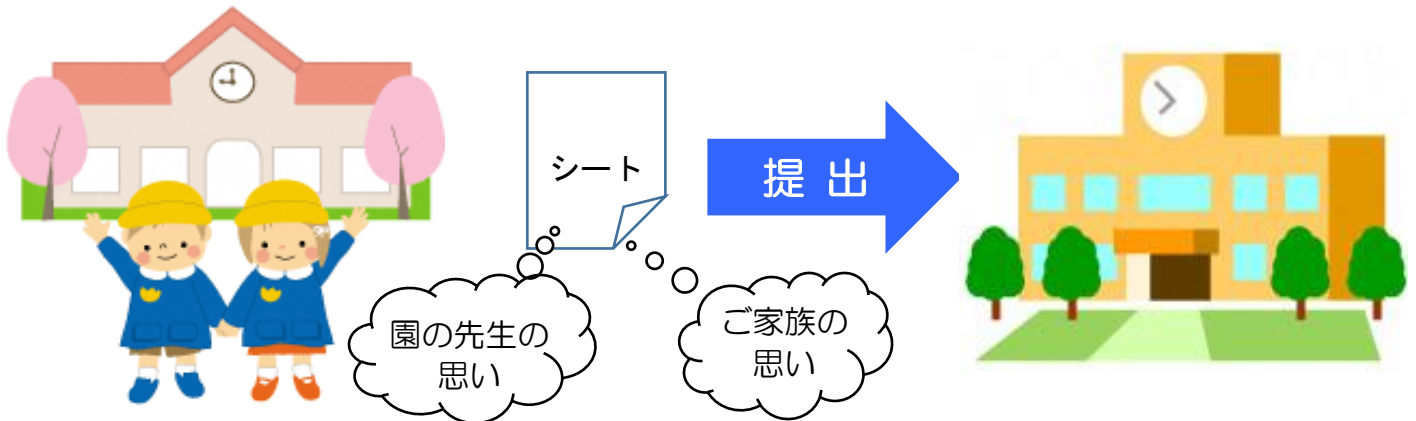 シート
提 出
園の先生の
思い
ご家族の
思い